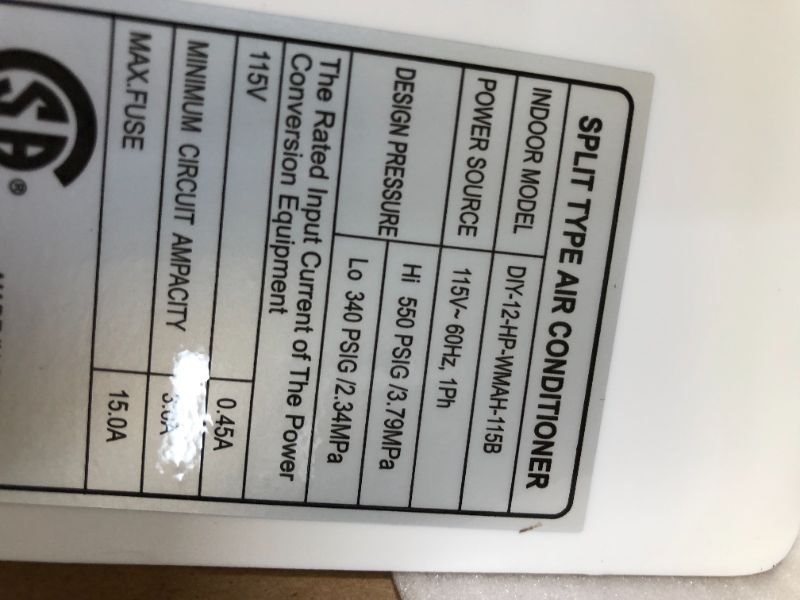 SPLIT TYPE AIR CONDITIONER
INDOOR MODEL DIY-12-HP-WMAH-115B
POWER SOURCE 115V~ 60Hz, 1Ph
DESIGN PRESSURE Hi 550 PSIG /3.79MPa
Lo 340 PSIG /2.34MPa
The Rated Input Current of The Power
Conversion Equipment
115V 0.45A
MINIMUM CIRCUIT AMPACITY
MAX.FUSE 15.0A
SA ®